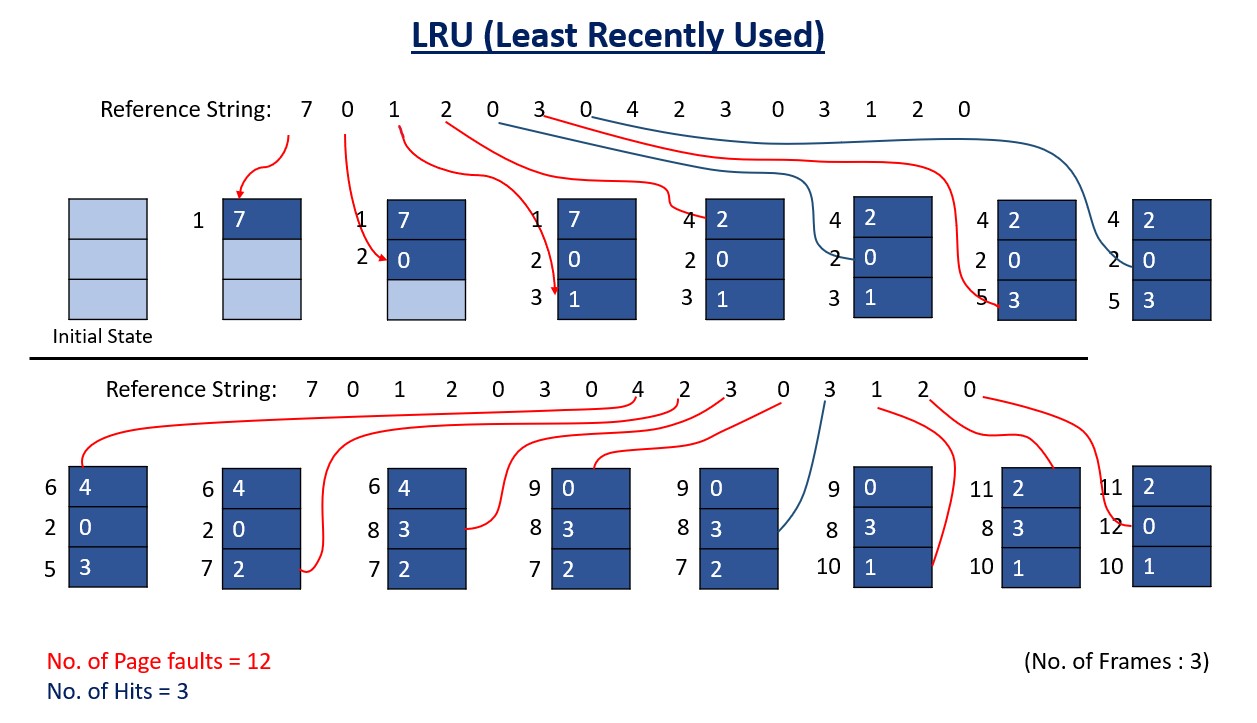 LRU (Least Recently Used)
Reference String: 7 0 1 2 0 3 0 4 2 3 0 3 1 2 0
1 7 1 7 1 7 4 2 4 2 4 2 4 2
2 0 2 0 2 0 2 0 2 0 2 0
3 1 3 1 3 1 5 3 5 3
Initial State
Reference String: 7 0 1 2 0 3 0 4 2 3 0 3 1 2 0
6 4 6 4 6 4 9 0 9 0 9 0 11 2 11 2
2 0 2 0 8 3 8 3 8 3 8 3 8 3 12 0
5 3 7 2 7 2 7 2 7 2 10 1 10 1 10 1
No. of Page faults = 12 (No. of Frames : 3)
No. of Hits = 3